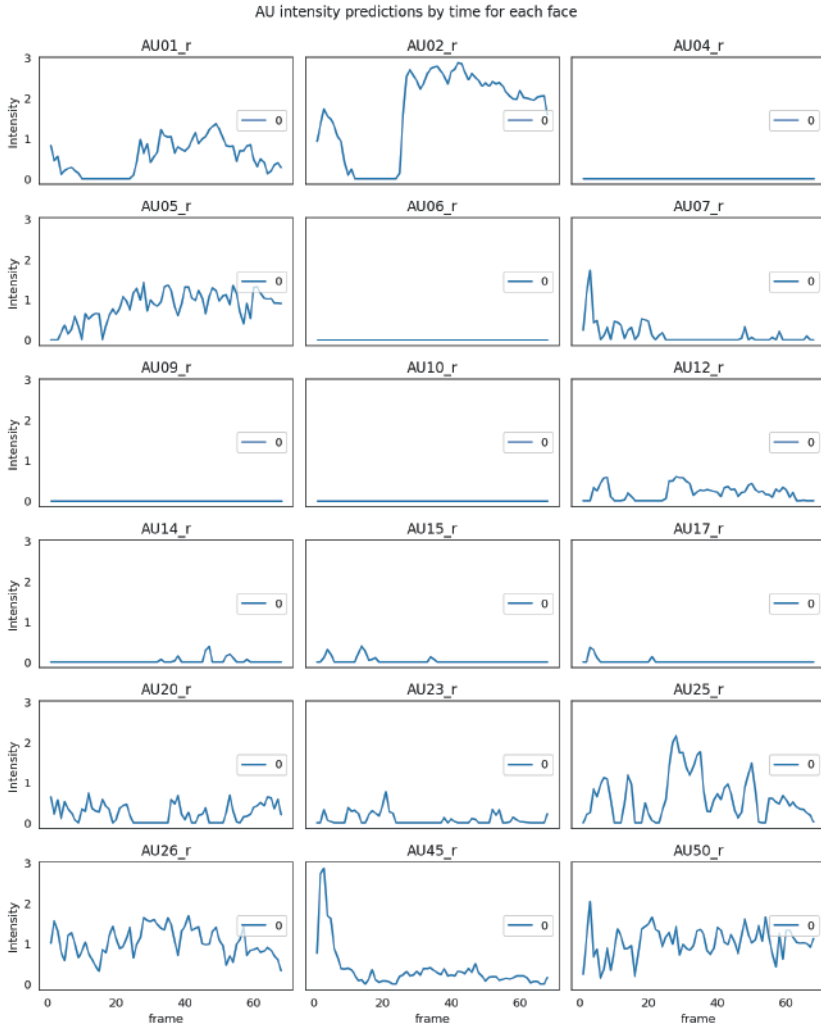 AU intensity predictions by time for each face
AU01_r AU02_r AU04_r
Intensity
3
2
1
0
0 0 0
AU05_r AU06_r AU07_r
Intensity
3
2
1
0
0 0 0
AU09_r AU10_r AU12_r
Intensity
3
2
1
0
0 0 0
AU14_r AU15_r AU17_r
Intensity
3
2
1
0
0 0 0
AU20_r AU23_r AU25_r
Intensity
3
2
1
0
0 0 0
AU26_r AU45_r AU50_r
Intensity
3
2
1
0
0 0 0
0 20 40 60 0 20 40 60 0 20 40 60
frame frame frame